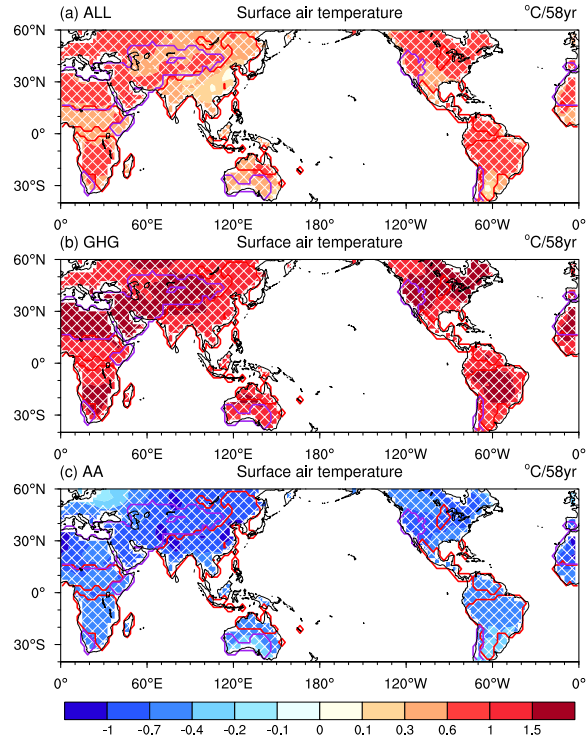 (a) ALL Surface air temperature °C/58yr
60°N
30°N
0°
30°S
0° 60°E 120°E 180° 120°W 60°W 0°
(b) GHG Surface air temperature °C/58yr
60°N
30°N
0°
30°S
0° 60°E 120°E 180° 120°W 60°W 0°
(c) AA Surface air temperature °C/58yr
60°N
30°N
0°
30°S
0° 60°E 120°E 180° 120°W 60°W 0°
-1 -0.7 -0.4 -0.2 -0.1 0 0.1 0.3 0.6 1 1.5